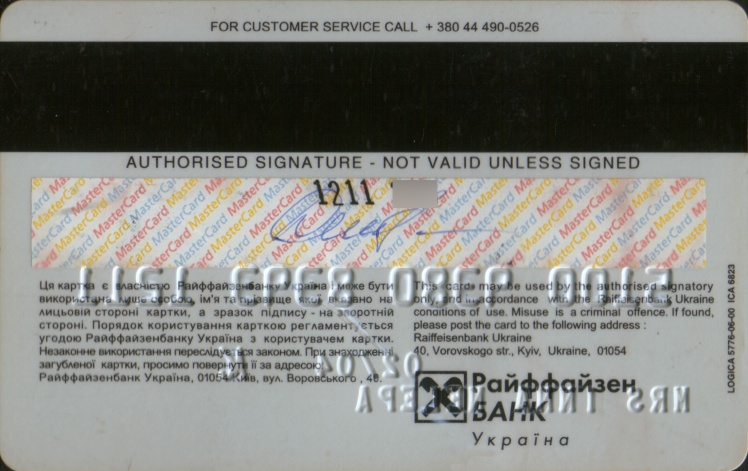 FOR CUSTOMER SERVICE CALL + 380 44 490-0526
AUTHORISED SIGNATURE - NOT VALID UNLESS SIGNED
1211
Ця картка є власністю Райффайзенбанку Україна і може бути
використана лише особою, ім'я та прізвище якої вказано на
лицьовій стороні картки, а зразок підпису - на зворотній
стороні. Порядок користування карткою регламентується
угодою Райффайзенбанку Україна з користувачем картки.
Незаконне використання переслідується законом. При знаходженні
загубленої картки, просимо повернути її за адресою:
Райффайзенбанк Україна, 01054 Київ, вул. Воровського , 40.
This card may be used by the authorised signatory
only, and in accordance with the Raiffeisenbank Ukraine
conditions of use. Misuse is a criminal offence. If found,
please post the card to the following address :
Raiffeisenbank Ukraine
40, Vorovskogo str., Kyiv, Ukraine, 01054
Райффайзен
БАНК
Україна
LOGICA 5776-06-00 ICA 6823